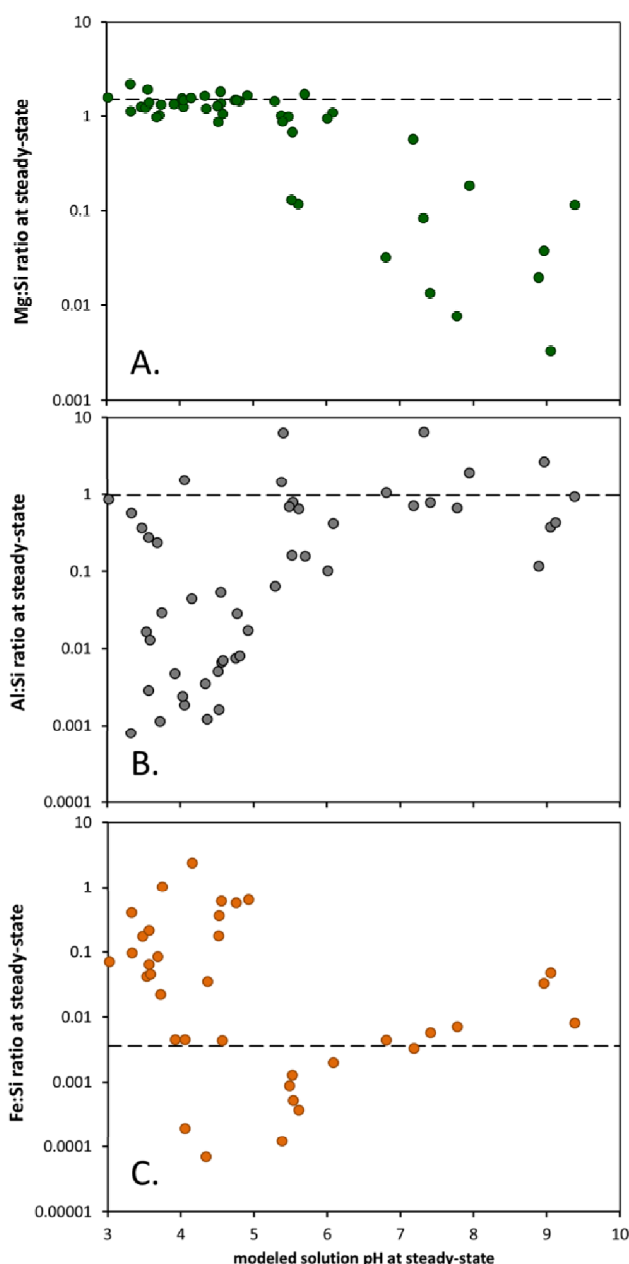 10
1
0.1
0.01
0.001
Mg:Si ratio at steady-state
A.
10
1
0.1
0.01
0.001
0.0001
Al:Si ratio at steady-state
B.
10
1
0.1
0.01
0.001
0.0001
0.00001
Fe:Si ratio at steady-state
C.
3 4 5 6 7 8 9 10
modeled solution pH at steady-state